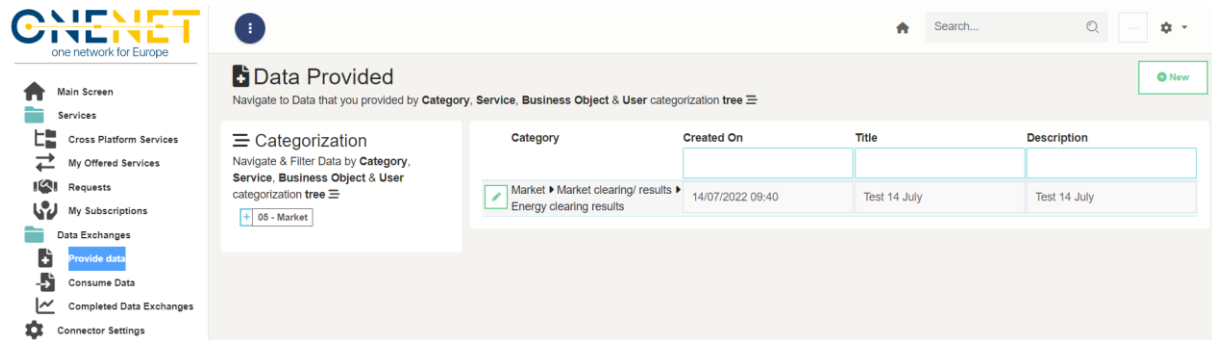 ONENET
one network for Europe
Main Screen
Services
Cross Platform Services
My Offered Services
Requests
My Subscriptions
Data Exchanges
Provide data
Consume Data
Completed Data Exchanges
Connector Settings
Search...
Data Provided
Navigate to Data that you provided by Category, Service, Business Object & User categorization tree
New
Categorization
Navigate & Filter Data by Category,
Service, Business Object & User
categorization tree
+ 05 - Market
Category Created On Title Description
Market Market clearing/ results
Energy clearing results
14/07/2022 09:40 Test 14 July Test 14 July